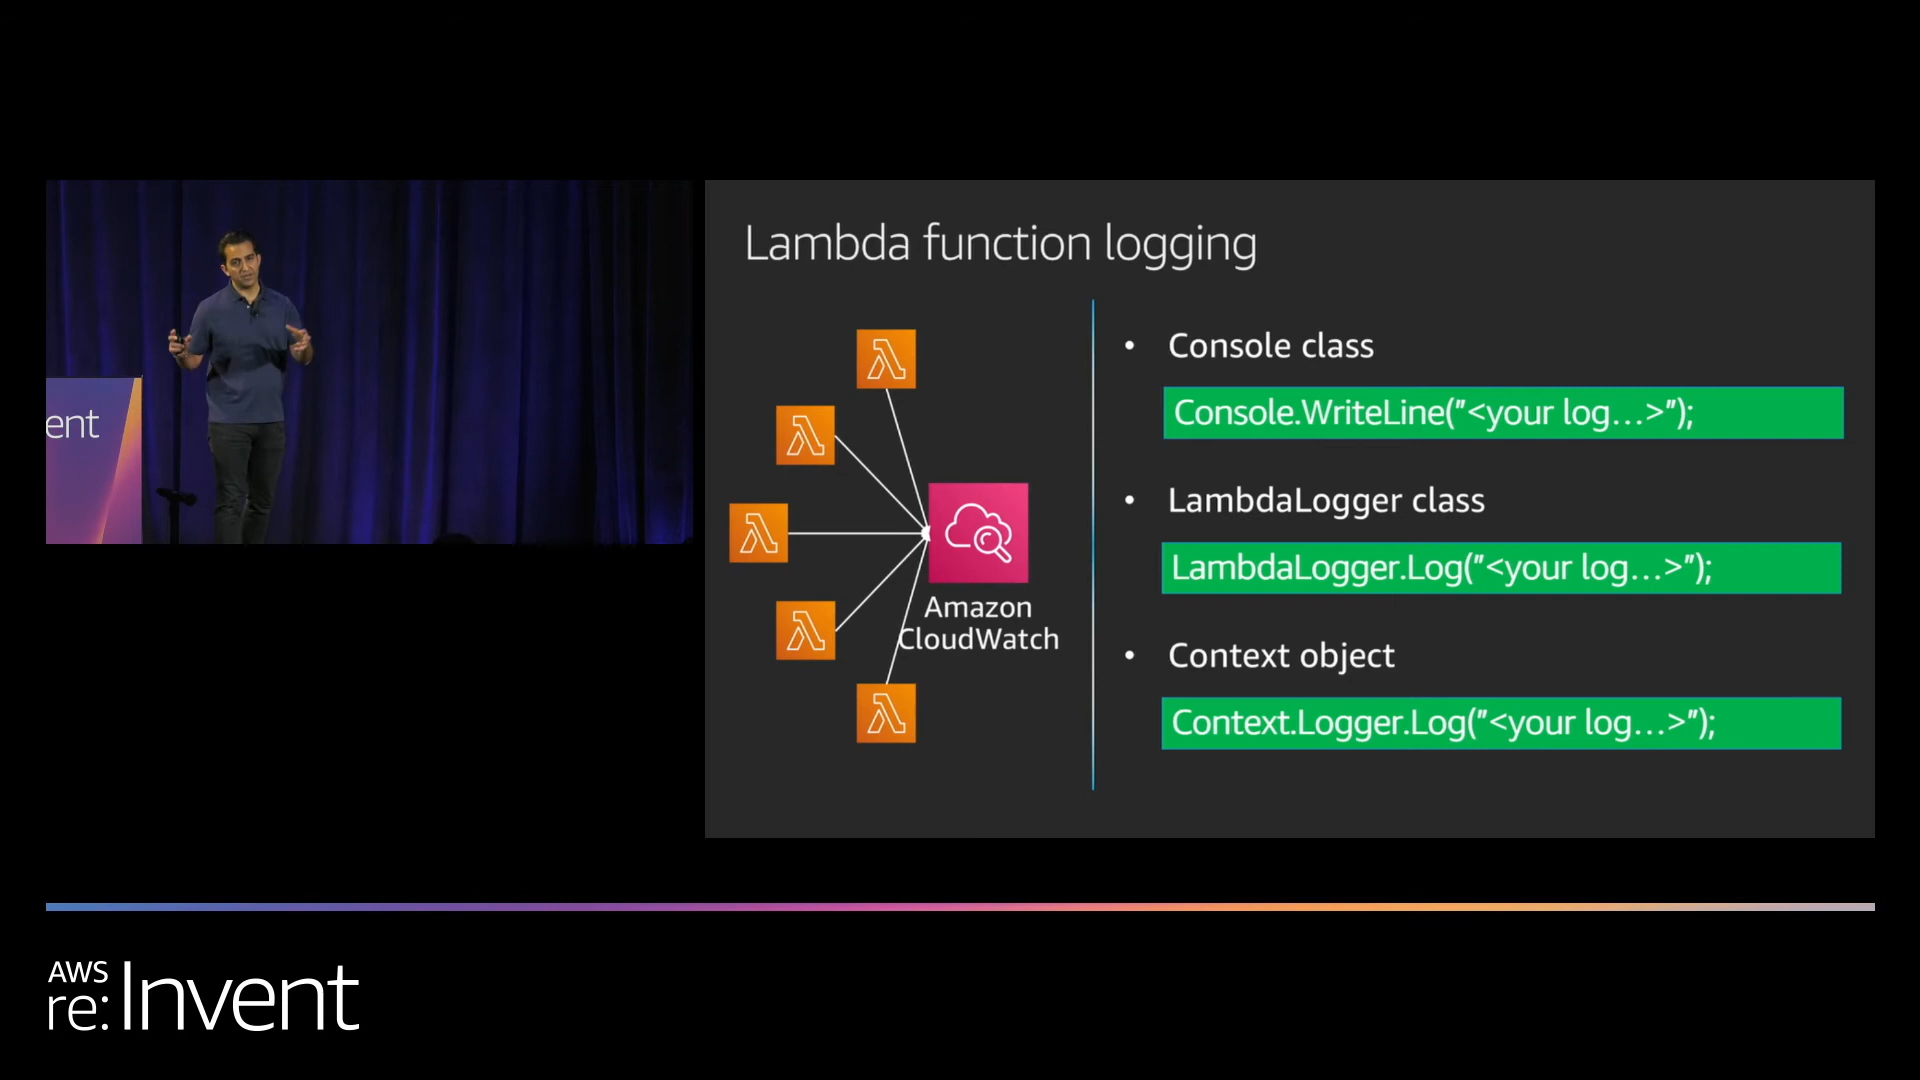 ent
Lambda function logging
Amazon
CloudWatch
• Console class
Console.WriteLine("<your log...>");
• LambdaLogger class
LambdaLogger.Log("<your log...>");
• Context object
Context.Logger.Log("<your log...>");
AWS
re:Invent